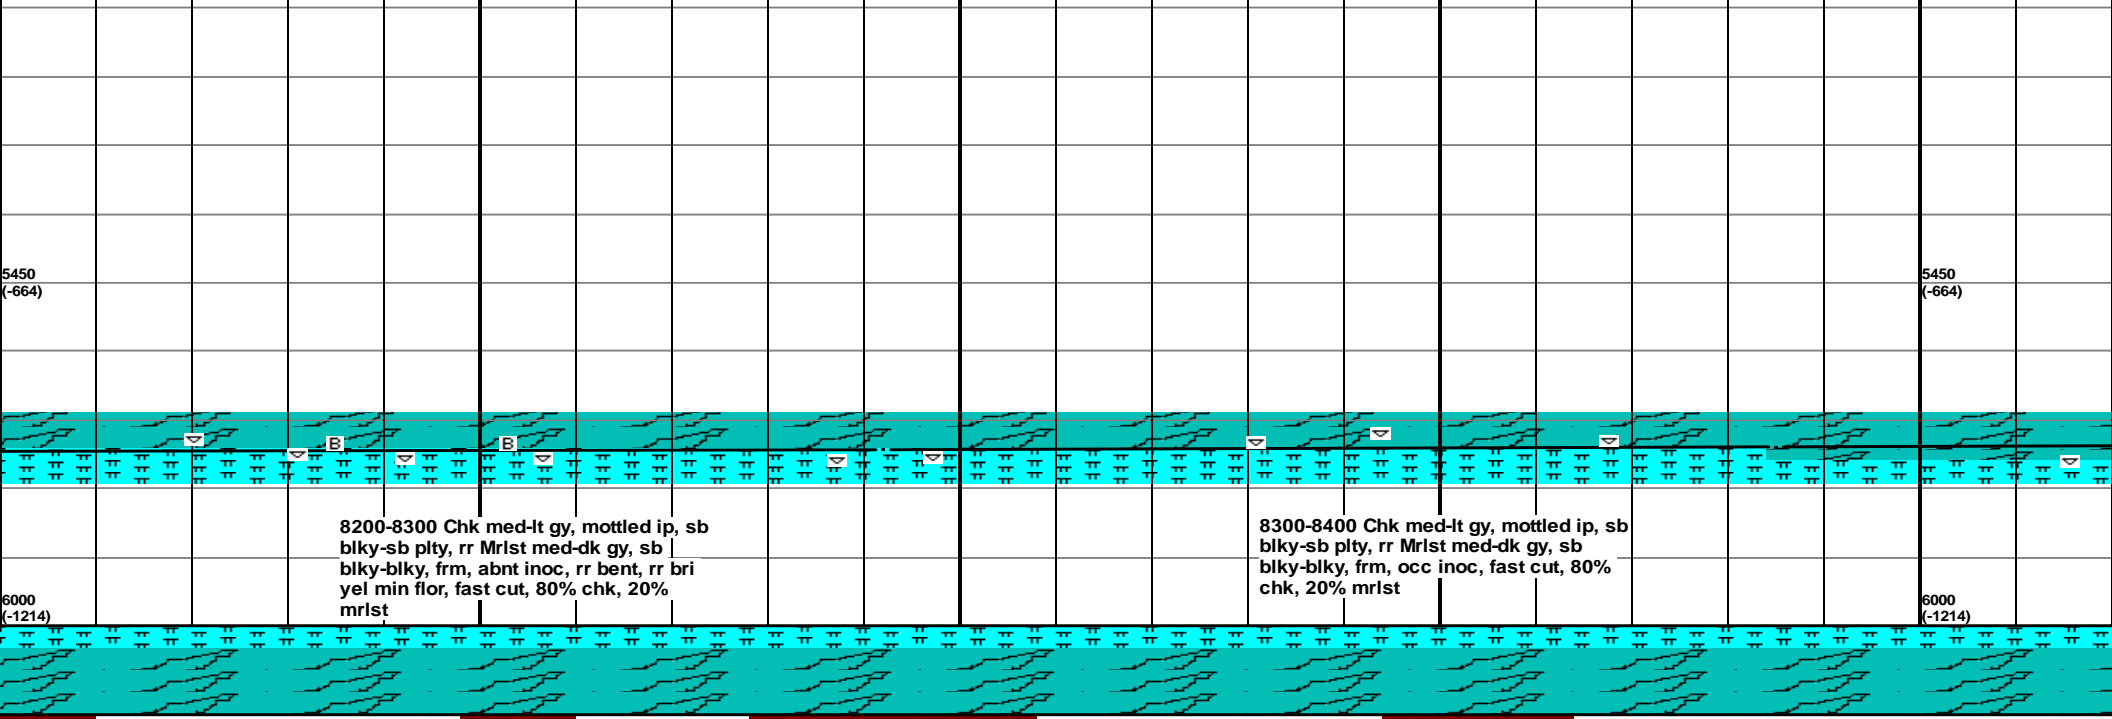 5450
(-664)
5450
(-664)
B
B
8200-8300 Chk med-lt gy, mottled ip, sb
blky-sb plty, rr Mrlst med-dk gy, sb
blky-blky, frm, abnt inoc, rr bent, rr bri
yel min flor, fast cut, 80% chk, 20%
mrlst
8300-8400 Chk med-lt gy, mottled ip, sb
blky-sb plty, rr Mrlst med-dk gy, sb
blky-blky, frm, occ inoc, fast cut, 80%
chk, 20% mrlst
6000
(-1214)
6000
(-1214)